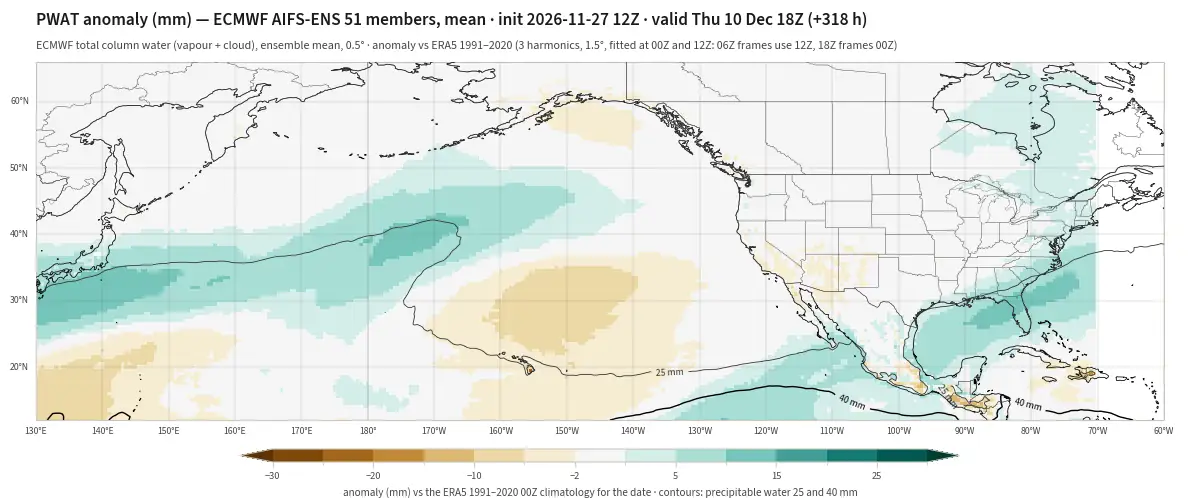 PWAT anomaly (mm) — ECMWF AIFS-ENS 51 members, mean · init 2026-11-27 12Z · valid Thu 10 Dec 18Z (+318 h)
ECMWF total column water (vapour + cloud), ensemble mean, 0.5° · anomaly vs ERA5 1991–2020 (3 harmonics, 1.5°, fitted at 00Z and 12Z: 06Z frames use 12Z, 18Z frames 00Z)
60°N
50°N
40°N
30°N
20°N
25 mm
40 mm
40 mm
130°E 140°E 150°E 160°E 170°E 180° 170°W 160°W 150°W 140°W 130°W 120°W 110°W 100°W 90°W 80°W 70°W 60°W
−30 −20 −10 −2 5 15 25
anomaly (mm) vs the ERA5 1991–2020 00Z climatology for the date · contours: precipitable water 25 and 40 mm